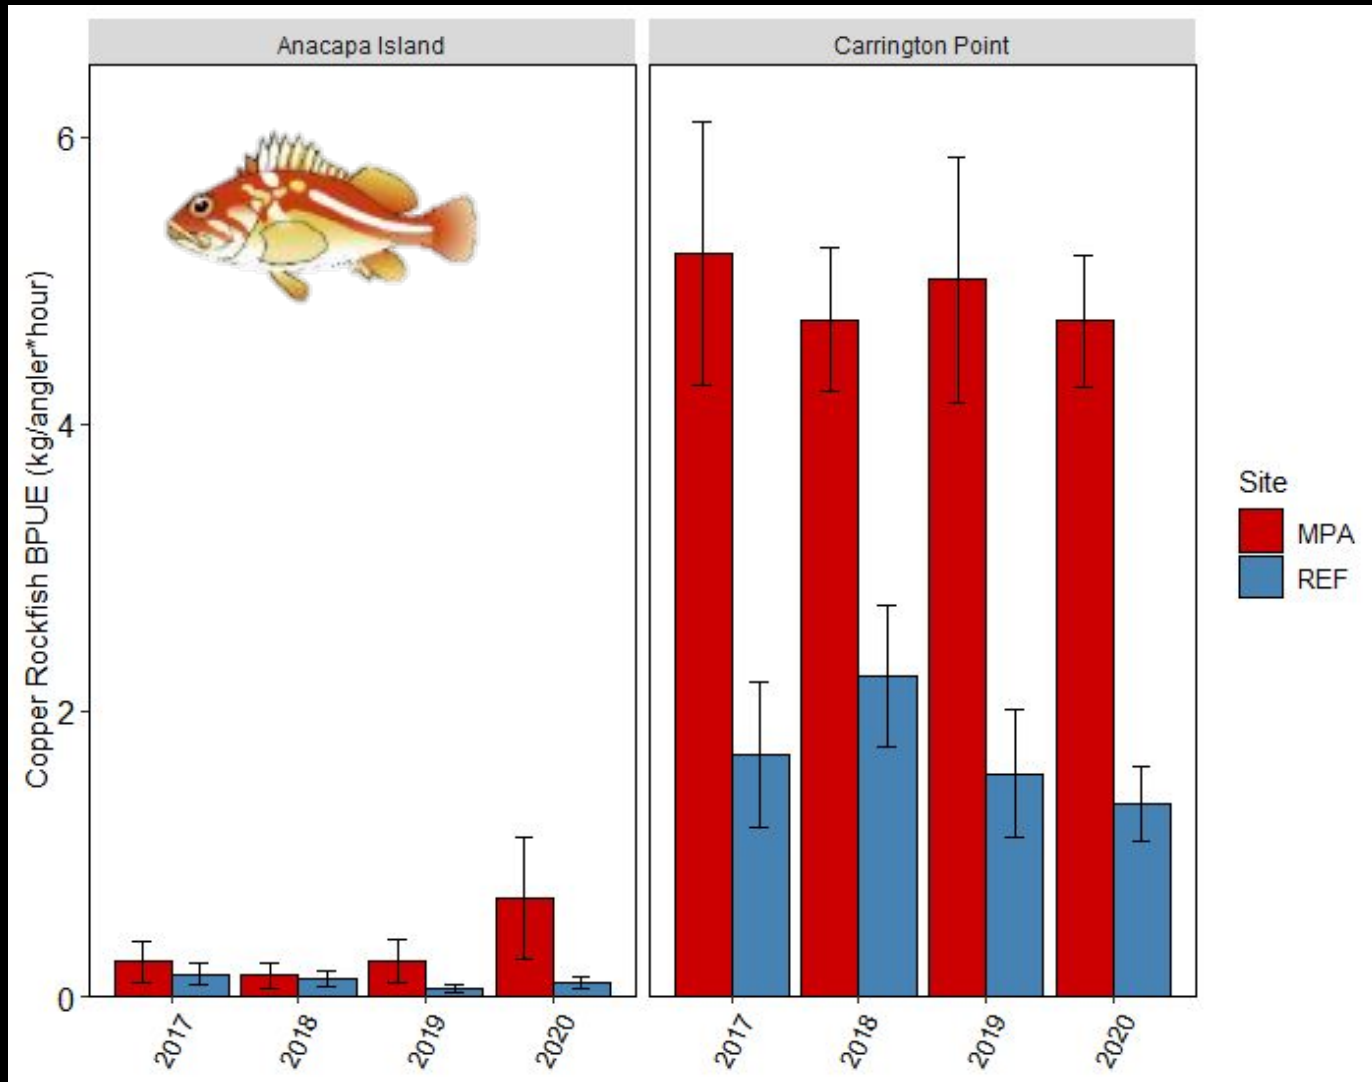 Anacapa Island
Carrington Point
Copper Rockfish BPUE (kg/angler*hour)
6
4
2
0
2017
2018
2019
2020
2017
2018
2019
2020
Site
MPA
REF